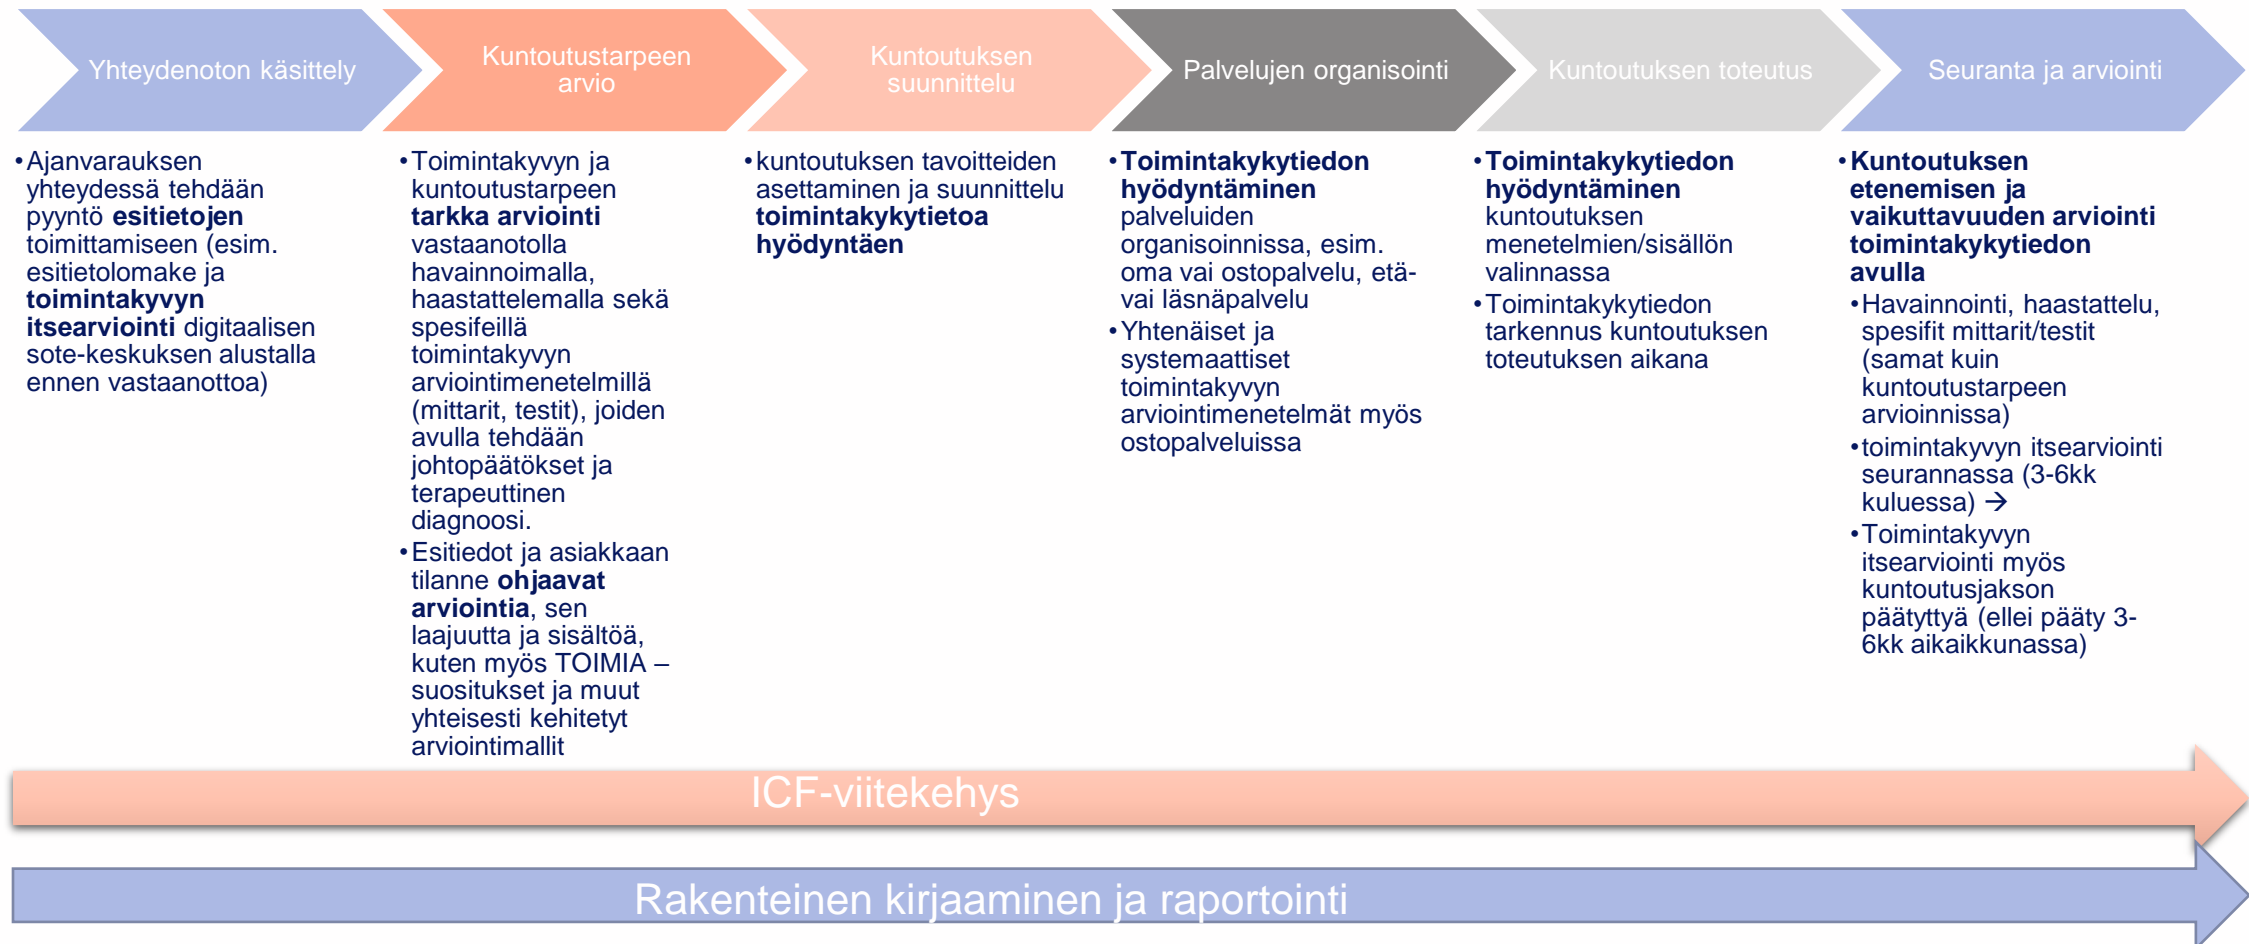 Yhteydenoton käsittely
Kuntoutustarpeen
arvio
Kuntoutuksen
suunnittelu
Palvelujen organisointi
Kuntoutuksen toteutus
Seuranta ja arviointi
•Ajanvarauksen
yhteydessä tehdään
pyyntö esitietojen
toimittamiseen (esim.
esitietolomake ja
toimintakyvyn
itsearviointi digitaalisen
sote-keskuksen alustalla
ennen vastaanottoa)
•Toimintakyvyn ja
kuntoutustarpeen
tarkka arviointi
vastaanotolla
havainnoimalla,
haastattelemalla sekä
spesifeillä
toimintakyvyn
arviointimenetelmillä
(mittarit, testit), joiden
avulla tehdään
johtopäätökset ja
terapeuttinen
diagnoosi.
•Esitiedot ja asiakkaan
tilanne ohjaavat
arviointia, sen
laajuutta ja sisältöä,
kuten myös TOIMIA –
suositukset ja muut
yhteisesti kehitetyt
arviointimallit
•kuntoutuksen tavoitteiden
asettaminen ja suunnittelu
toimintakykytietoa
hyödyntäen
•Toimintakykytiedon
hyödyntäminen
palveluiden
organisoinnissa, esim.
oma vai ostopalvelu, etä-
vai läsnäpalvelu
•Yhtenäiset ja
systemaattiset
toimintakyvyn
arviointimenetelmät myös
ostopalveluissa
•Toimintakykytiedon
hyödyntäminen
kuntoutuksen
menetelmien/sisällön
valinnassa
•Toimintakykytiedon
tarkennus kuntoutuksen
toteutuksen aikana
•Kuntoutuksen
etenemisen ja
vaikuttavuuden arviointi
toimintakykytiedon
avulla
•Havainnointi, haastattelu,
spesifit mittarit/testit
(samat kuin
kuntoutustarpeen
arvioinnissa)
•toimintakyvyn itsearviointi
seurannassa (3-6kk
kuluessa) →
•Toimintakyvyn
itsearviointi myös
kuntoutusjakson
päätyttyä (ellei pääty 3-
6kk aikaikkunassa)
ICF-viitekehys
Rakenteinen kirjaaminen ja raportointi